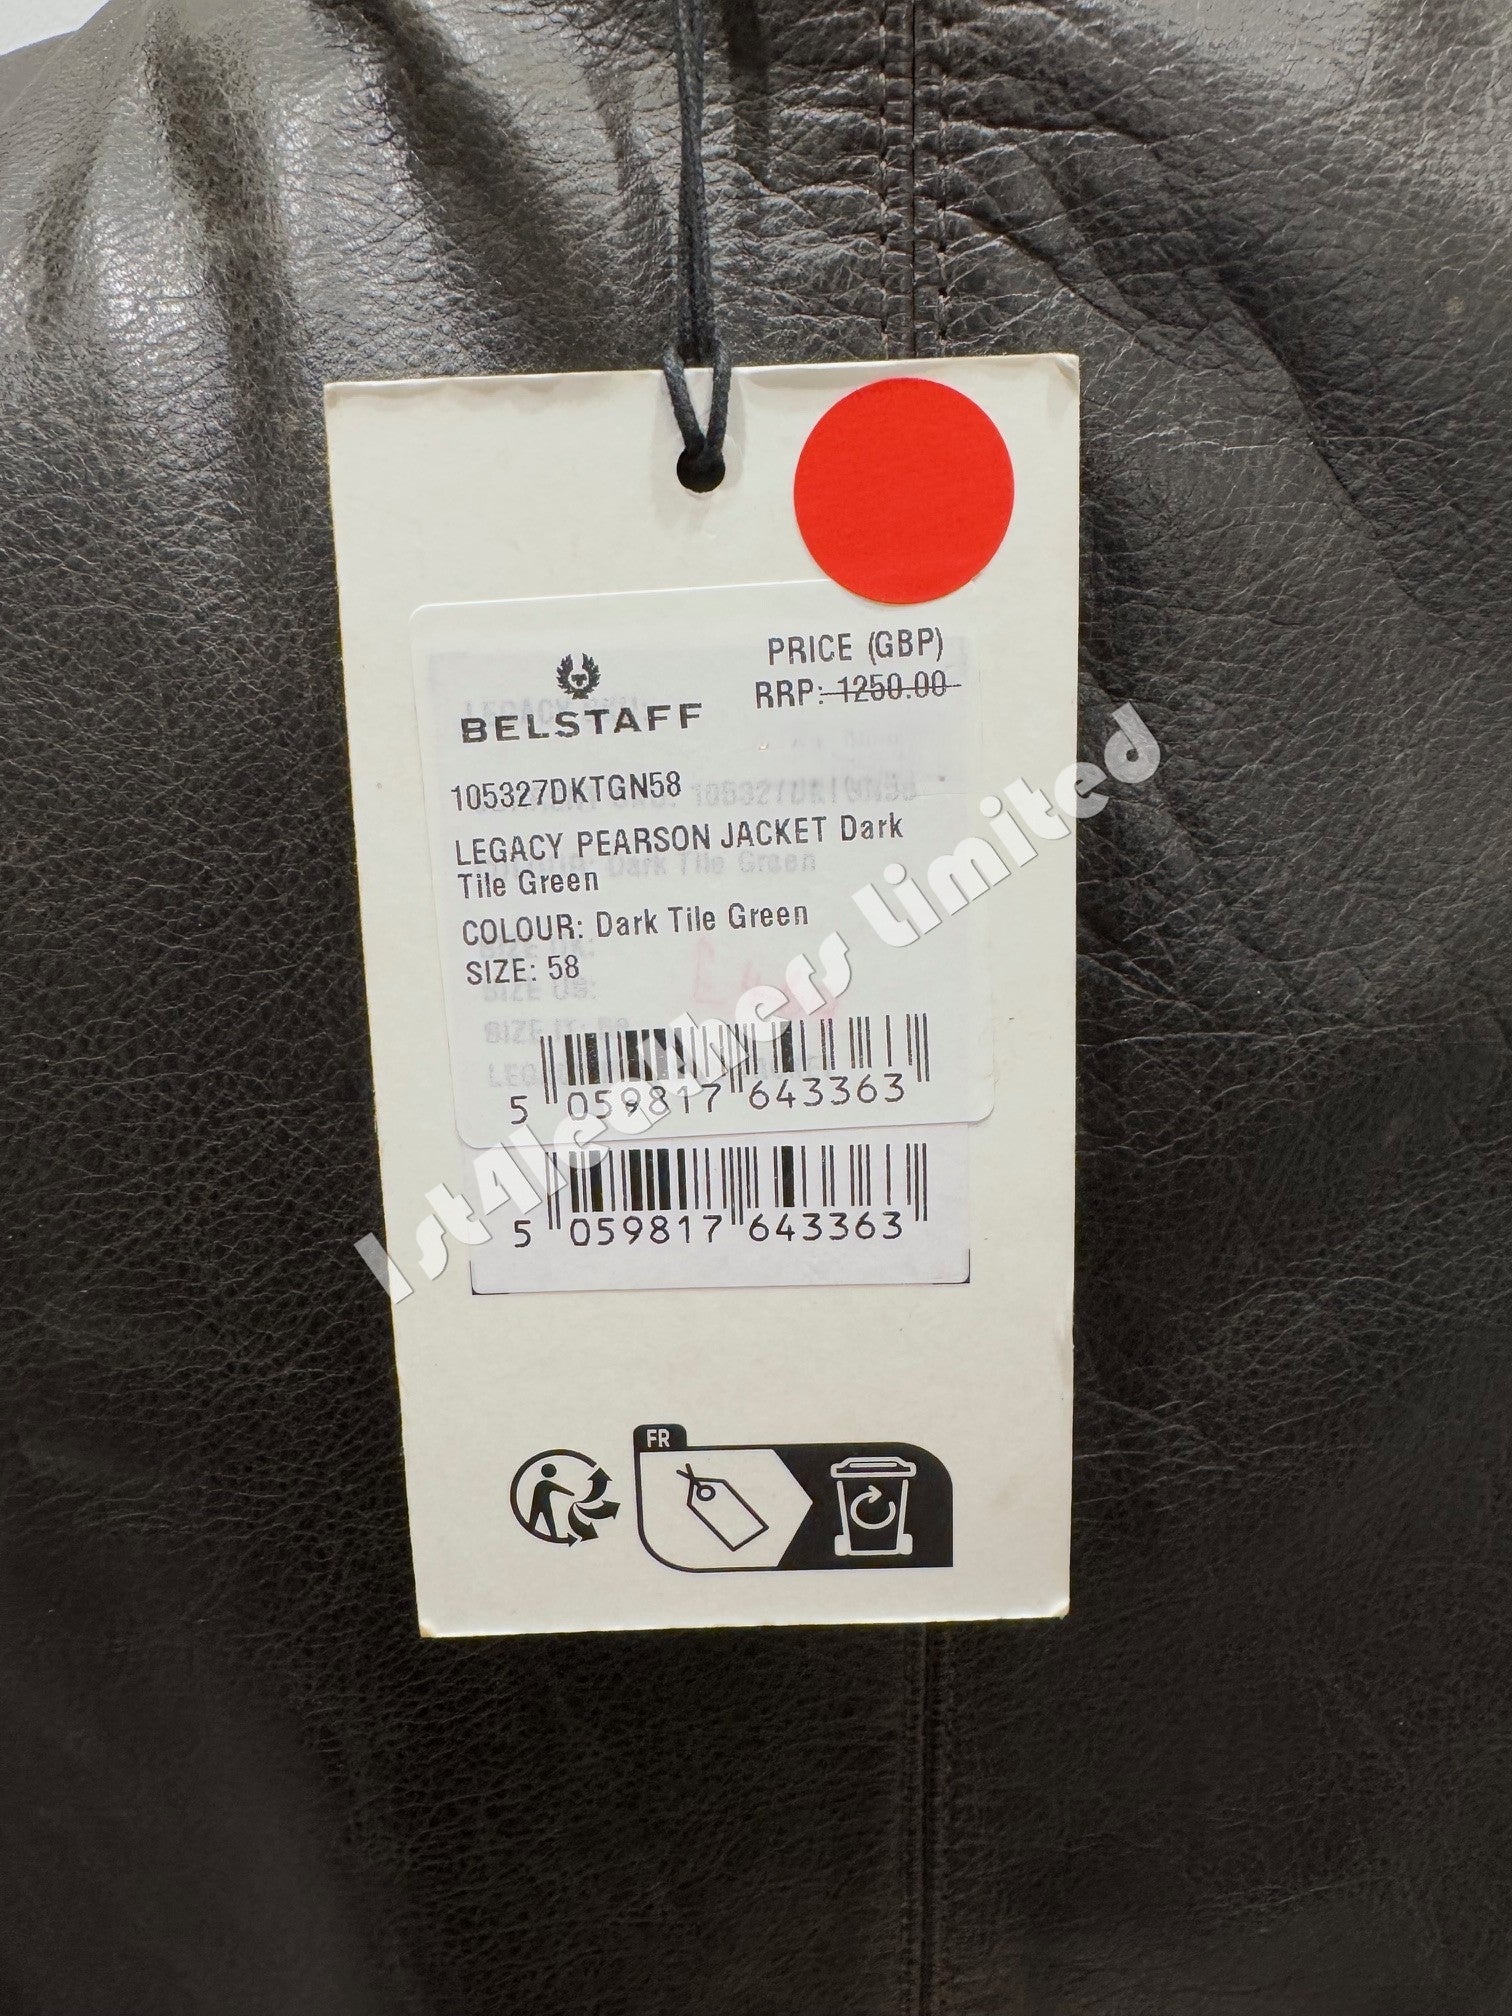 PRICE (GBP)
RRP: 1250.00
BELSTAFF
105327DKTGN58
LEGACY PEARSON JACKET Dark
Tile Green
COLOUR: Dark Tile Green
SIZE: 58
5 059817 643363
5 059817 643363
FR
1st4leathers limited